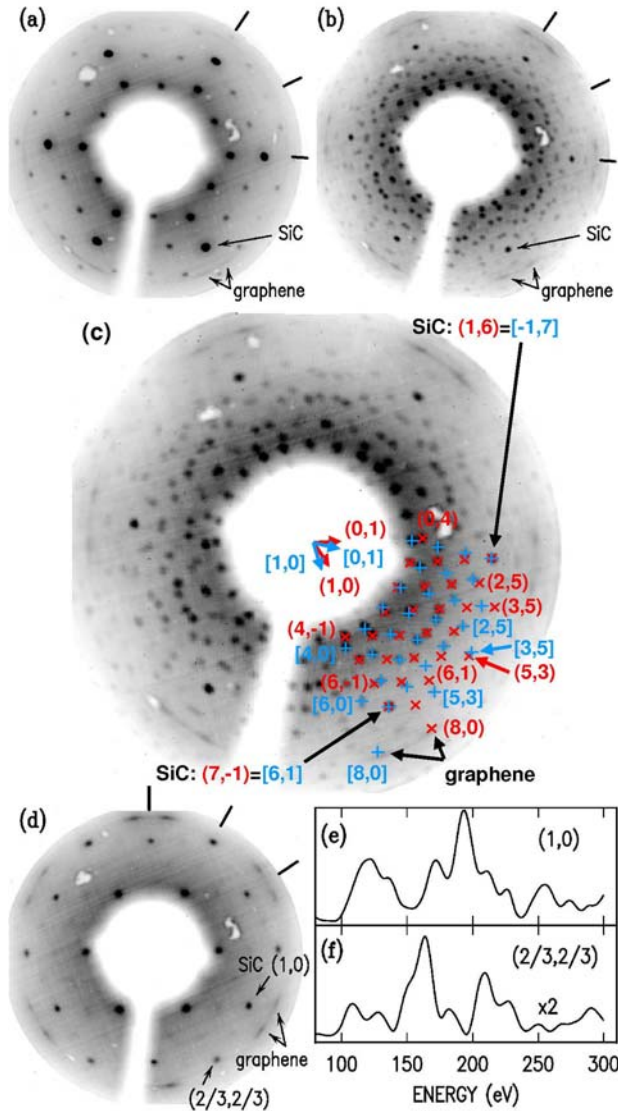 (a)
(b)
SiC
SiC
graphene
graphene
(c)
SiC: (1,6)=[-1,7]
(0,1)
(0,4)
[1,0]
[0,1]
(1,0)
(2,5)
(3,5)
(4,-1)
[2,5]
[4,0]
[3,5]
(6,-1)
(6,1)
(5,3)
[6,0]
[5,3]
(8,0)
SiC: (7,-1)=[6,1]
[8,0]
graphene
(d)
(e)
(1,0)
SiC (1,0)
(f)
(2/3,2/3)
x2
graphene
(2/3,2/3)
100 150 200 250 300
ENERGY (eV)